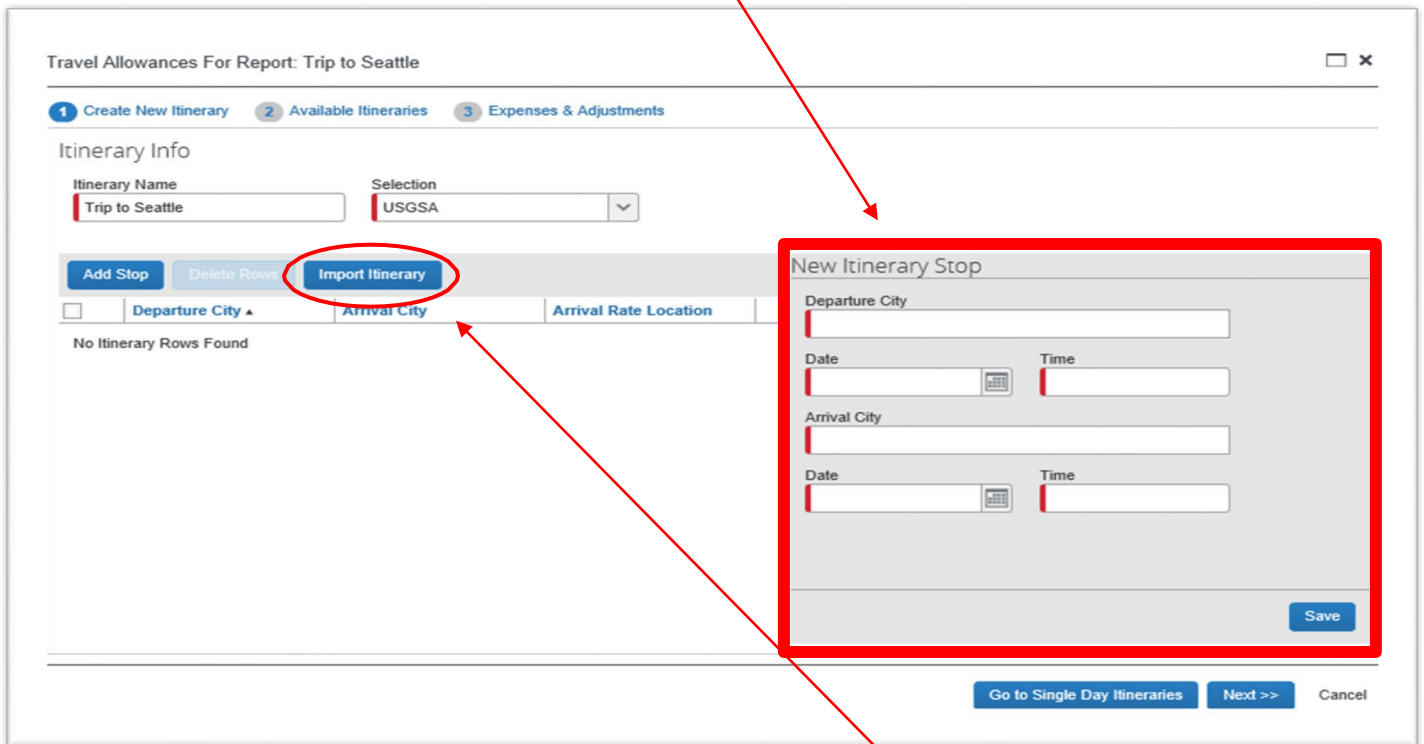 Travel Allowances For Report: Trip to Seattle
1 Create New Itinerary 2 Available Itineraries 3 Expenses & Adjustments
Itinerary Info
Itinerary Name Selection
Trip to Seattle USGSA
Add Stop Delete Rows Import Itinerary
Departure City Arrival City Arrival Rate Location
No Itinerary Rows Found
New Itinerary Stop
Departure City
Date Time
Arrival City
Date Time
Save
Go to Single Day Itineraries Next >> Cancel